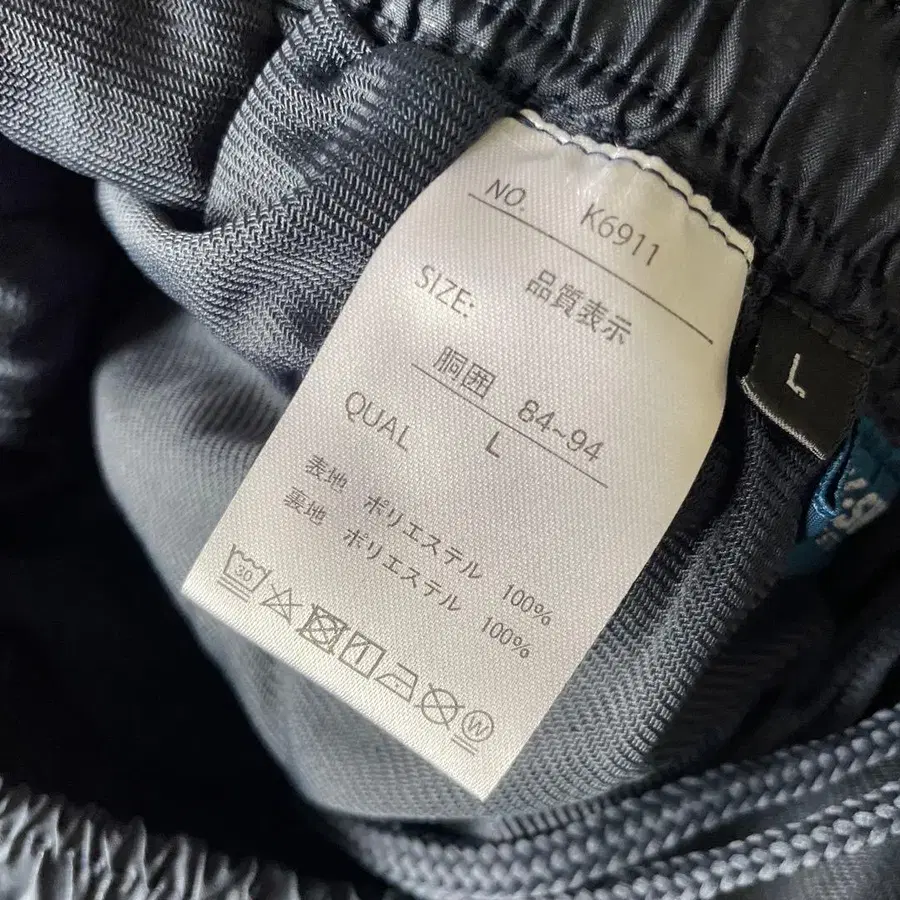 NO. K6911
品質表示
SIZE:
胴囲 84~94
L
QUAL
表地 ポリエステル 100%
裏地 ポリエステル 100%
30
W
L